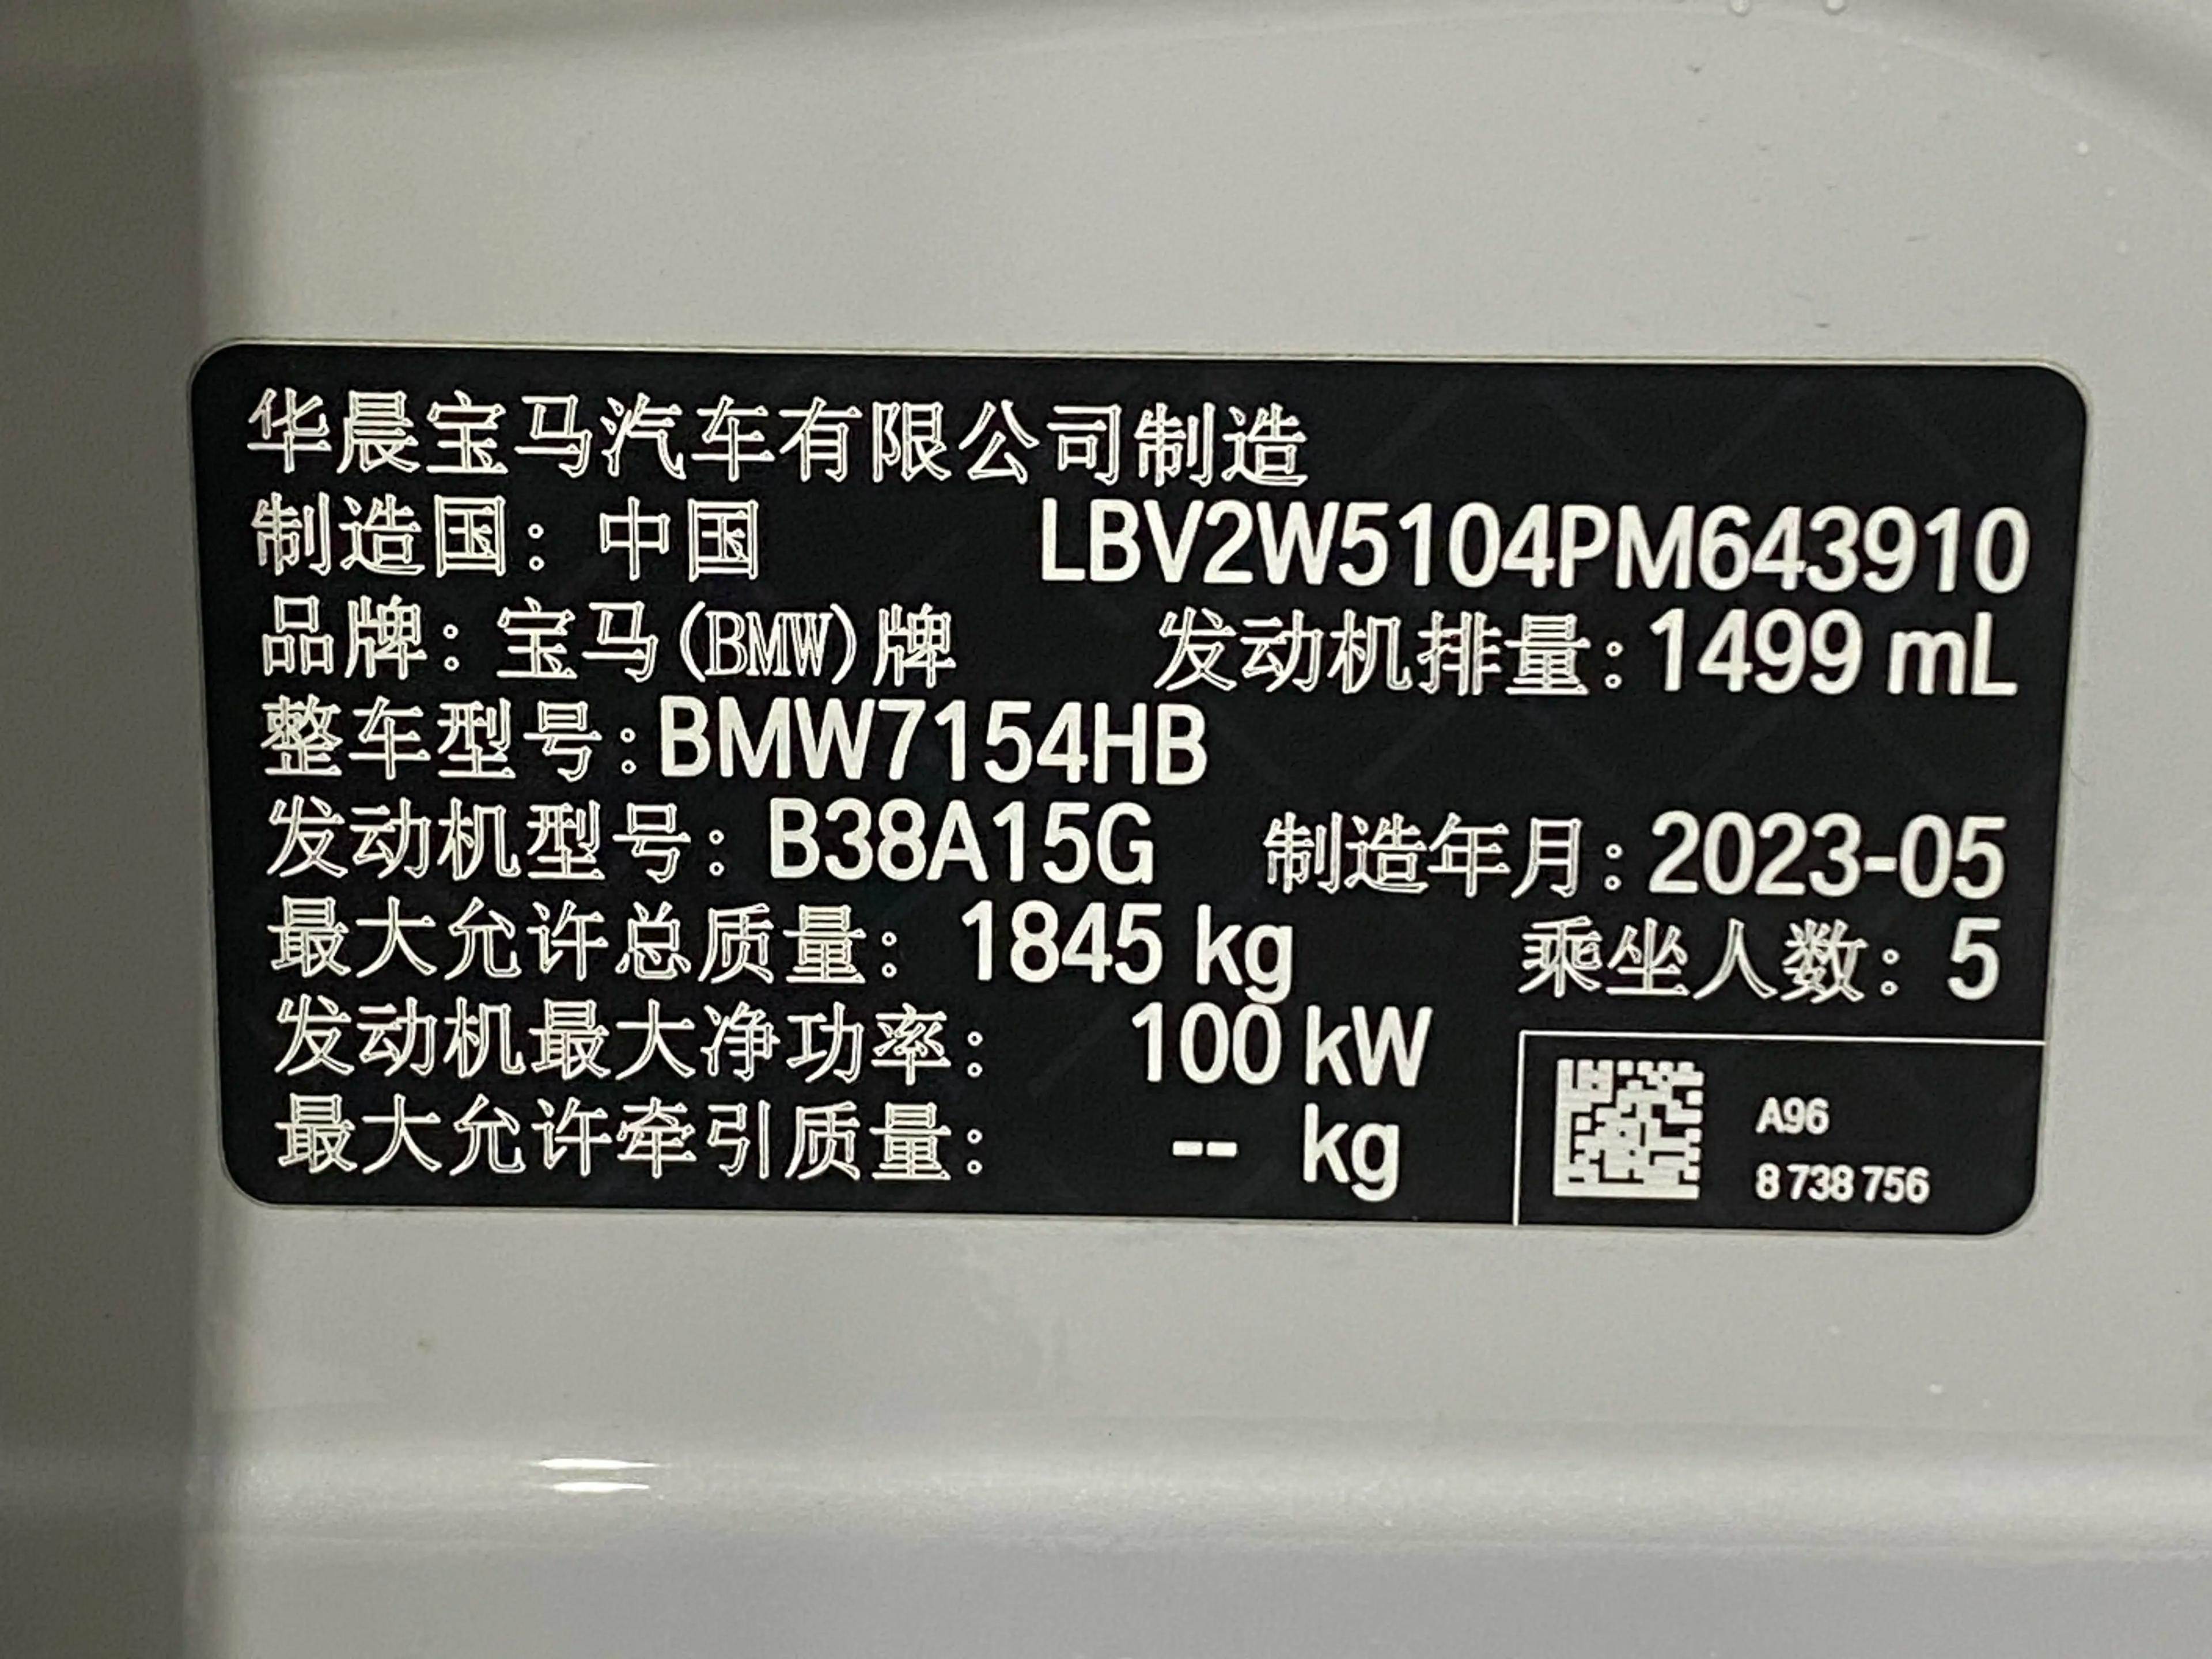 华晨宝马汽车有限公司制造
制造国：中国 LBV2W5104PM643910
品牌：宝马(BMW)牌 发动机排量：1499 mL
整车型号：BMW7154HB
发动机型号：B38A15G 制造年月：2023-05
最大允许总质量：1845 kg 乘坐人数：5
发动机最大净功率：100 kW
最大允许牵引质量：-- kg
A96
8 738 756